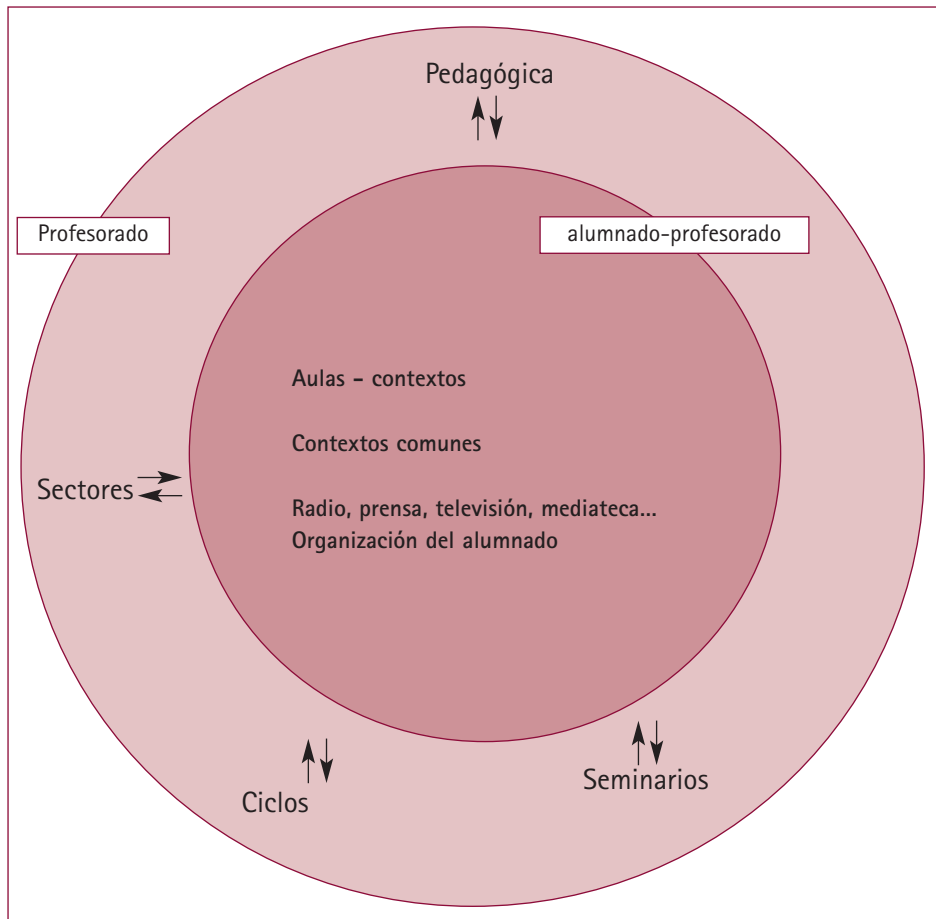 Pedagógica
Profesorado
alumnado-profesorado
Aulas - contextos
Contextos comunes
Sectores
Radio, prensa, televisión, mediateca...
Organización del alumnado
Ciclos
Seminarios